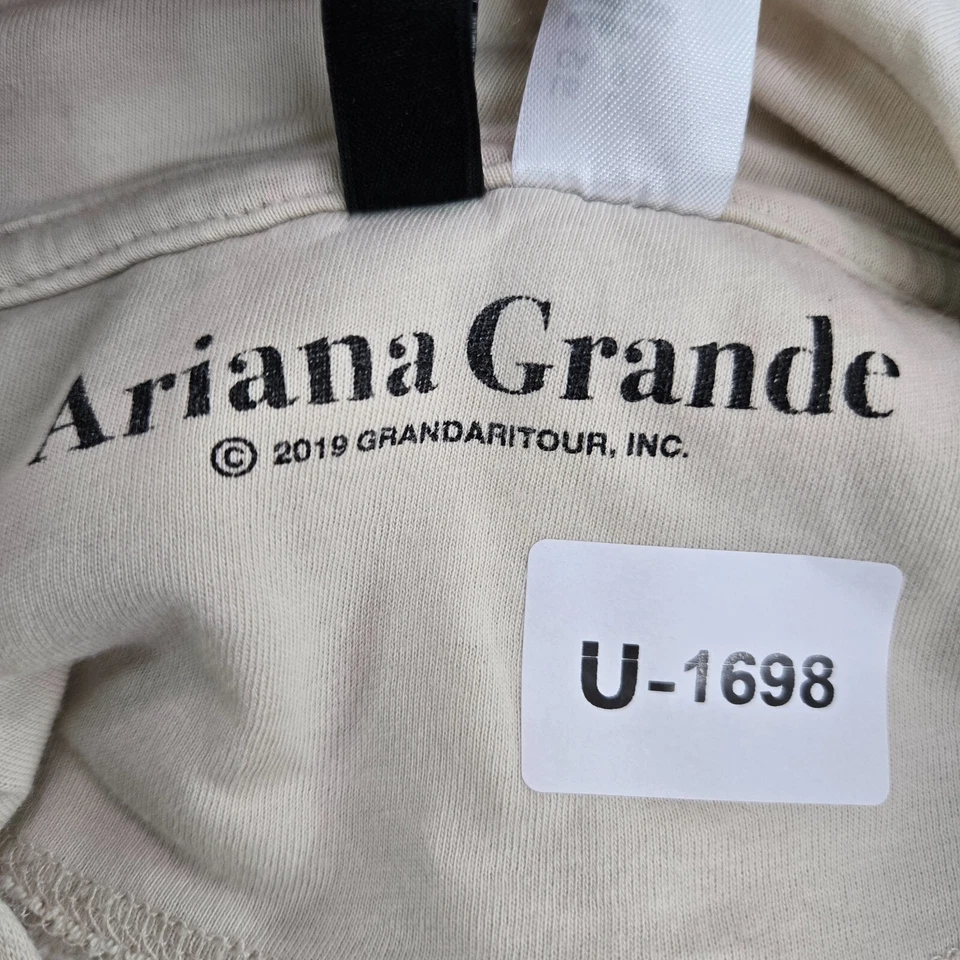 Ariana Grande
© 2019 GRANDARITOUR, INC.
U-1698